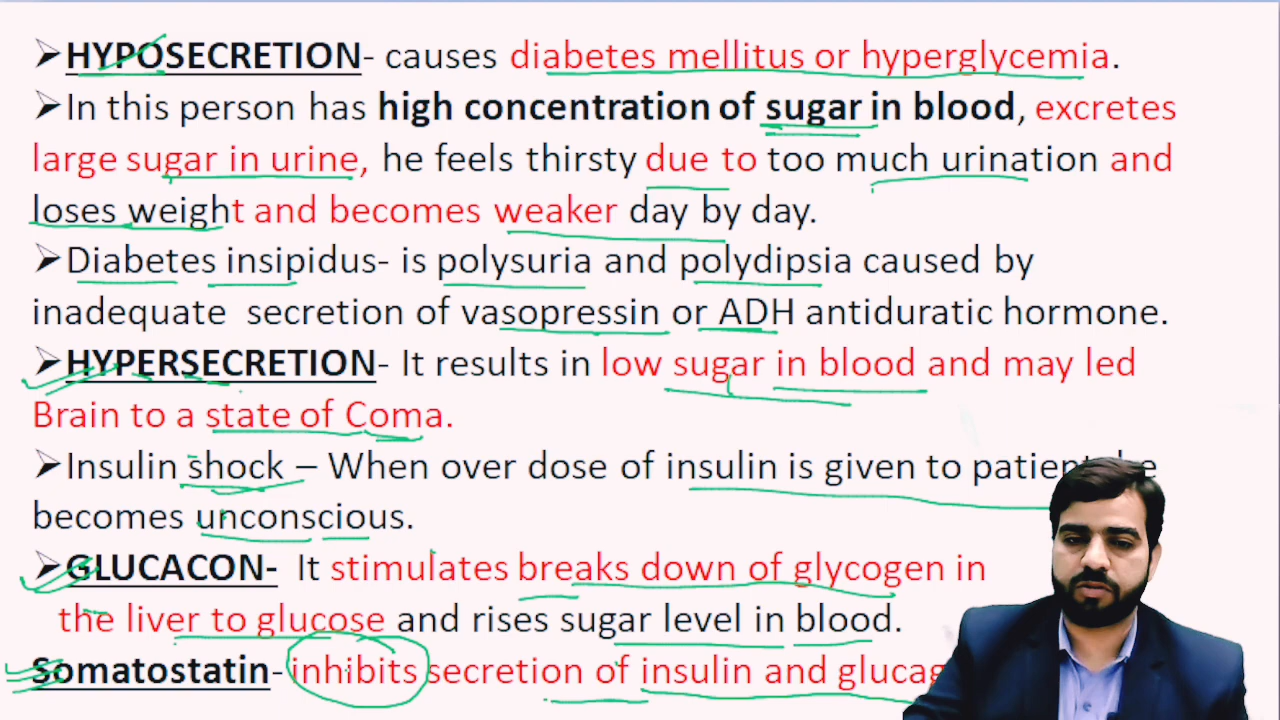 ➢HYPOSECRETION- causes diabetes mellitus or hyperglycemia.
➢In this person has high concentration of sugar in blood, excretes
large sugar in urine, he feels thirsty due to too much urination and
loses weight and becomes weaker day by day.
➢Diabetes insipidus- is polysuria and polydipsia caused by
inadequate secretion of vasopressin or ADH antiduratic hormone.
➢HYPERSECRETION- It results in low sugar in blood and may led
Brain to a state of Coma.
➢Insulin shock – When over dose of insulin is given to patient
becomes unconscious.
➢GLUCACON- It stimulates breaks down of glycogen in
the liver to glucose and rises sugar level in blood.
Somatostatin- inhibits secretion of insulin and